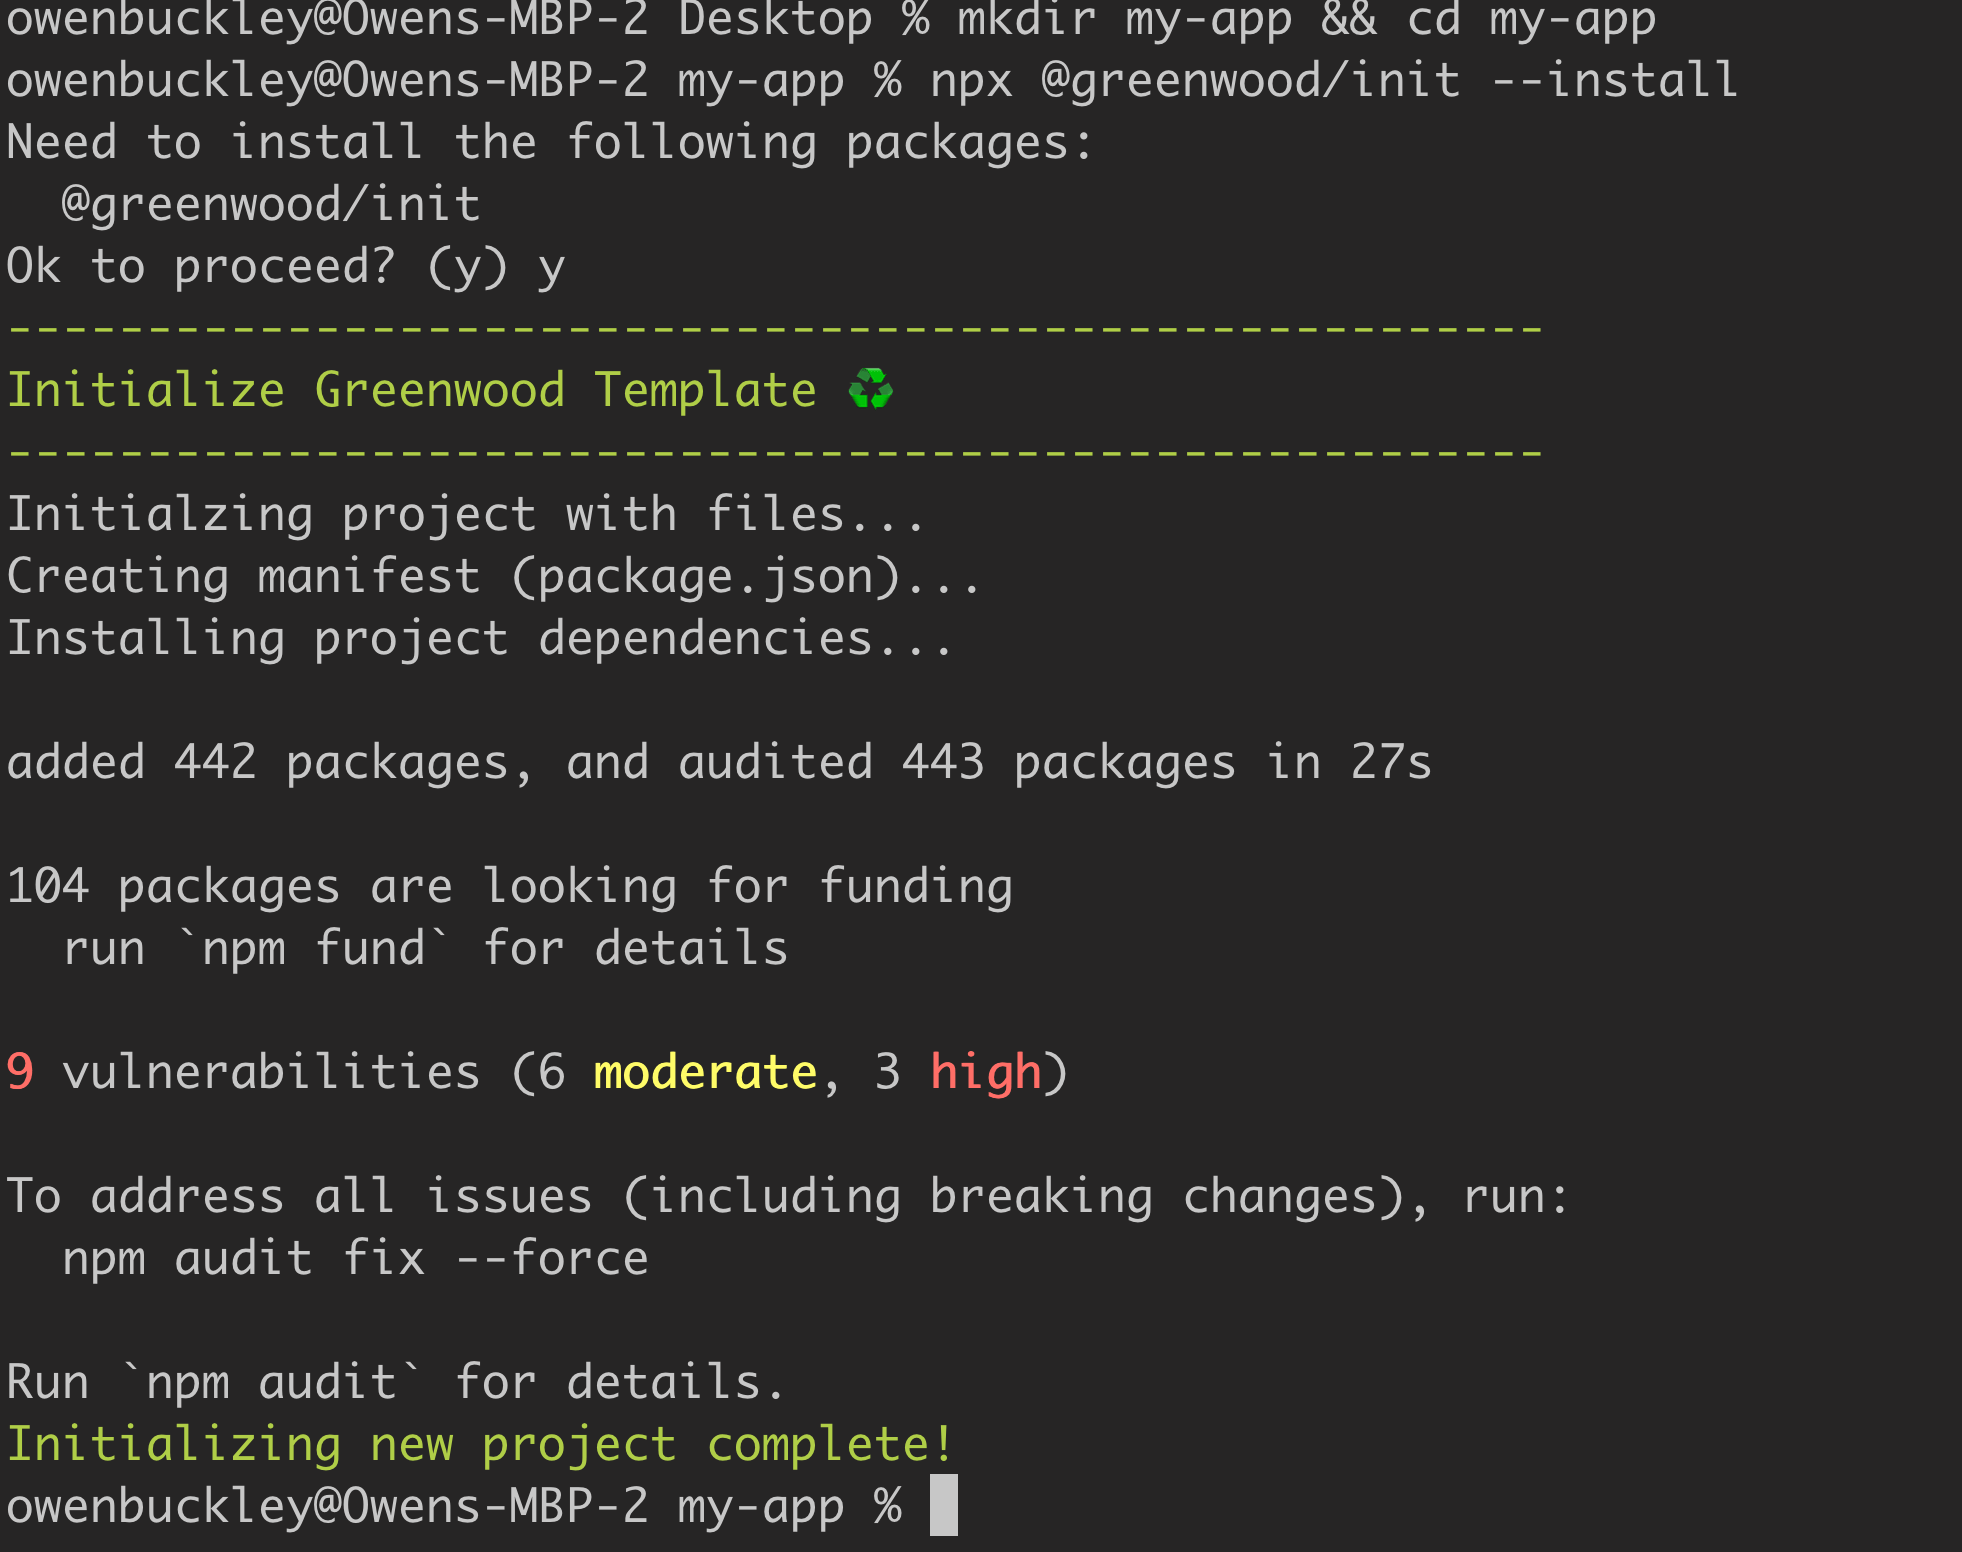 owenbuckley@Owens-MBP-2 Desktop % mkdir my-app && cd my-app
owenbuckley@Owens-MBP-2 my-app % npx @greenwood/init --install
Need to install the following packages:
  @greenwood/init
Ok to proceed? (y) y
-------------------------------------------------------
Initialize Greenwood Template ♻️
-------------------------------------------------------
Initialzing project with files...
Creating manifest (package.json)...
Installing project dependencies...

added 442 packages, and audited 443 packages in 27s

104 packages are looking for funding
  run `npm fund` for details

9 vulnerabilities (6 moderate, 3 high)

To address all issues (including breaking changes), run:
  npm audit fix --force

Run `npm audit` for details.
Initializing new project complete!
owenbuckley@Owens-MBP-2 my-app %